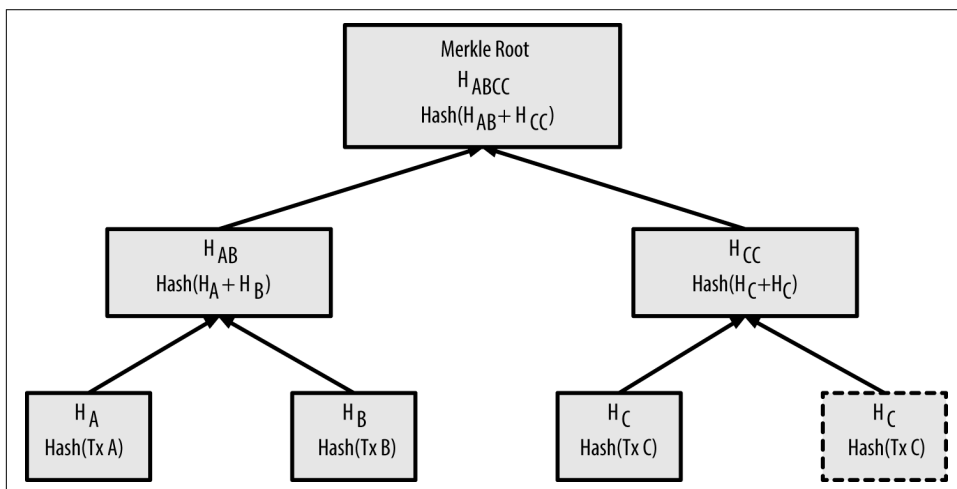 Merkle Root
H ABCC
Hash(H AB + H CC)
H AB
Hash(H A + H B)
H CC
Hash(H C+H C)
H A
Hash(Tx A)
H B
Hash(Tx B)
H C
Hash(Tx C)
H C
Hash(Tx C)